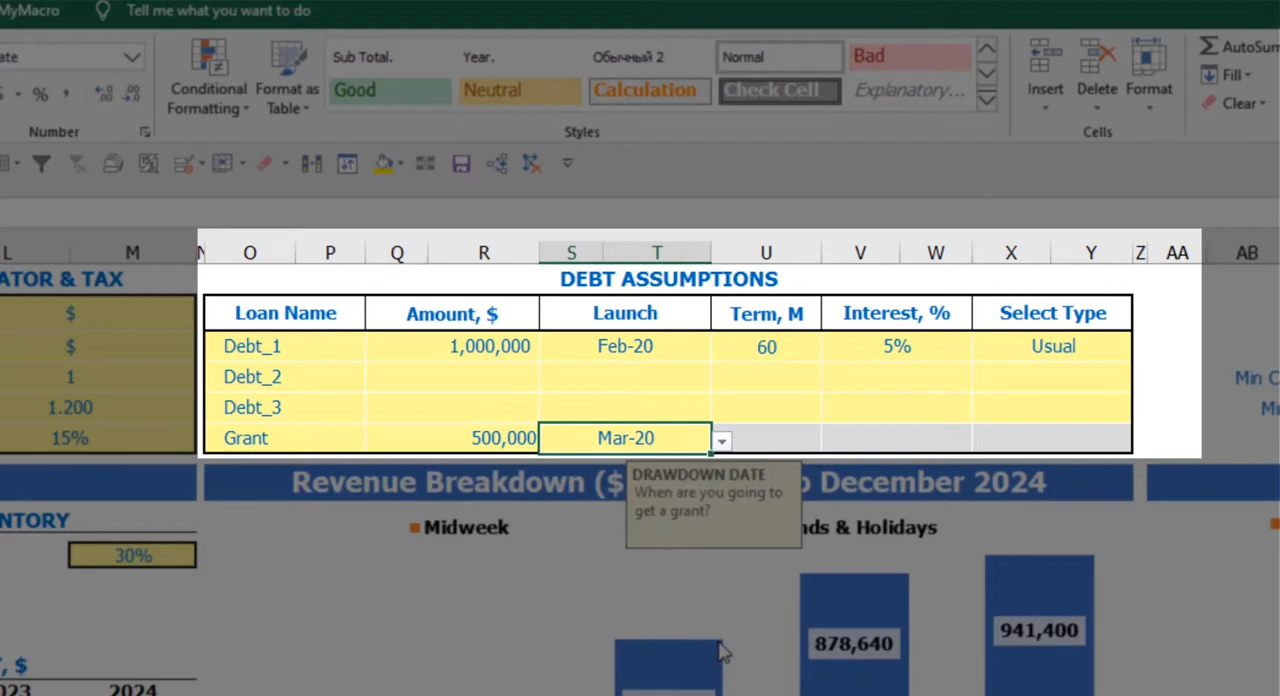 MyMacro Tell me what you want to do
ate Sub Total. Year. Обычный 2 Normal Bad AutoSum
% , Conditional Formatting Format as Table Good Neutral Calculation Check Cell Explanatory... Insert Delete Format Fill
Clear
Number Styles Cells
L M N O P Q R S T U V W X Y Z AA AB
ATOR & TAX DEBT ASSUMPTIONS
$ Loan Name Amount, $ Launch Term, M Interest, % Select Type
$ Debt_1 1,000,000 Feb-20 60 5% Usual
1 Debt_2 Min C
1.200 Debt_3 Mi
15% Grant 500,000 Mar-20
DRAWDOWN DATE
When are you going to
get a grant?
Revenue Breakdown ($ o December 2024
NTORY Midweek nds & Holidays
30%
878,640 941,400
, $
023 2024